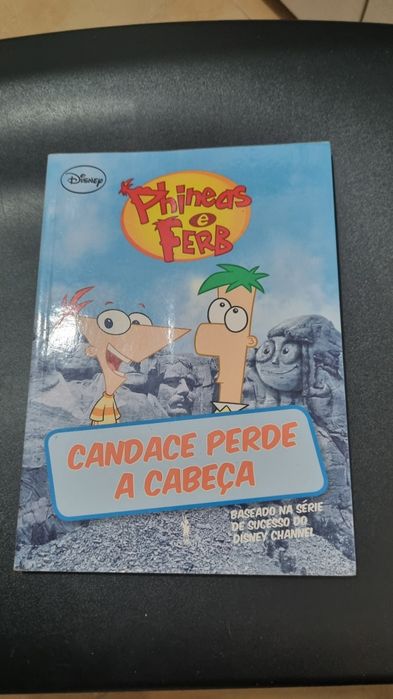 Disney
Phineas
e
Ferb
CANDACE PERDE
A CABEÇA
BASEADO NA SÉRIE
DE SUCESSO DO
DISNEY CHANNEL